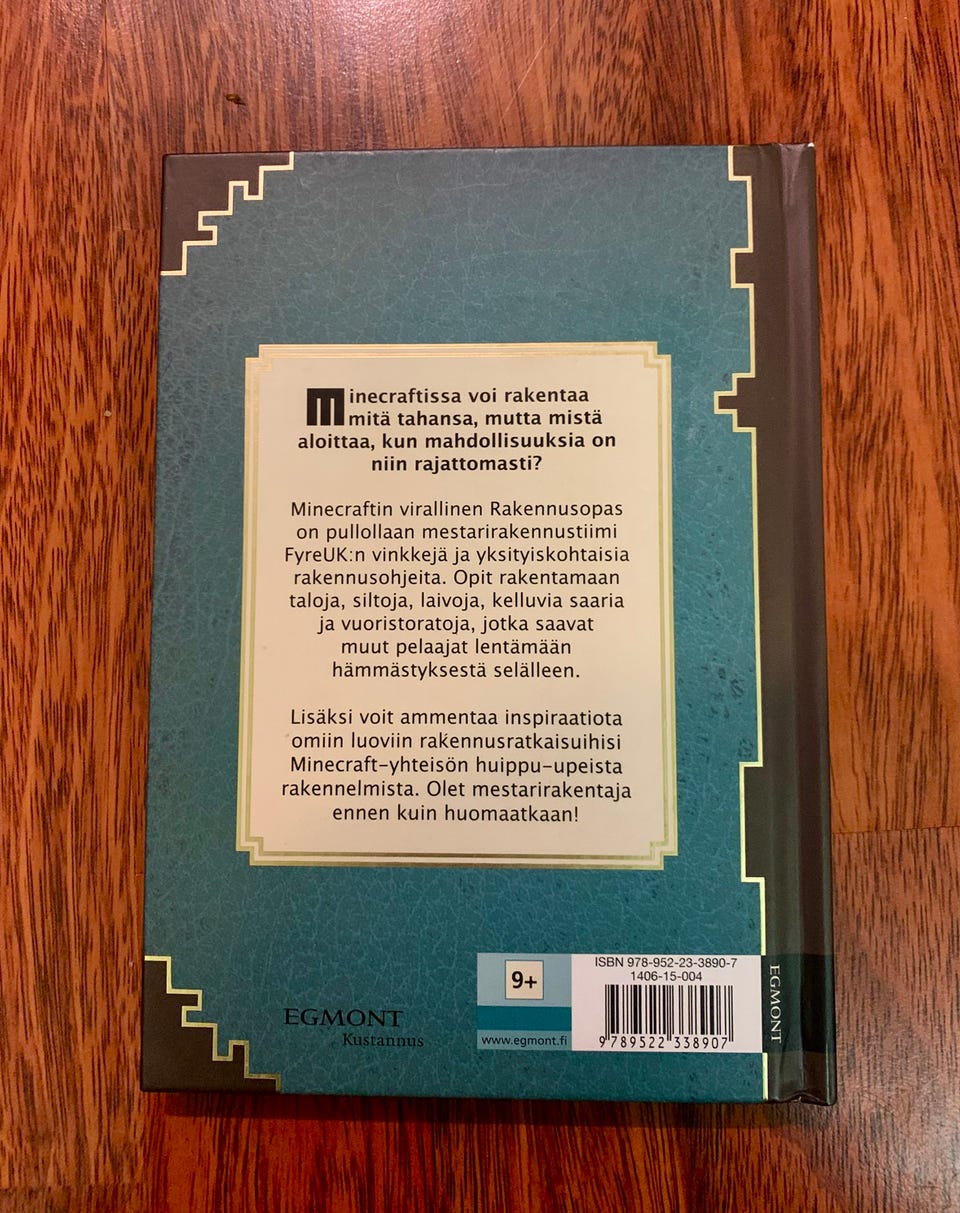 Minecraftissa voi rakentaa
mitä tahansa, mutta mistä
aloittaa, kun mahdollisuuksia on
niin rajattomasti?
Minecraftin virallinen Rakennusopas
on pullollaan mestarirakennustiimi
FyreUK:n vinkkejä ja yksityiskohtaisia
rakennusohjeita. Opit rakentamaan
taloja, siltoja, laivoja, kelluvia saaria
ja vuoristoratoja, jotka saavat
muut pelaajat lentämään
hämmästyksestä selälleen.
Lisäksi voit ammentaa inspiraatiota
omiin luoviin rakennusratkaisuihisi
Minecraft-yhteisön huippu-upeista
rakennelmista. Olet mestarirakentaja
ennen kuin huomaatkaan!
EGMONT
Kustannus
9+
www.egmont.fi
ISBN 978-952-23-3890-7
1406-15-004
9 789522 338907
EGMONT